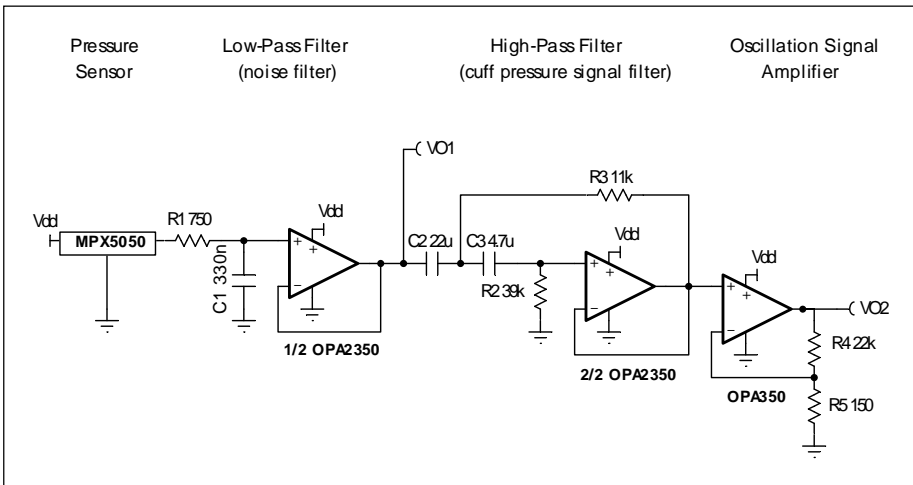 Pressure
Sensor
Low-Pass Filter
(noise filter)
High-Pass Filter
(cuff pressure signal filter)
Oscillation Signal
Amplifier
VO1
R3 11k
Vdd
MPX5050
R1 750
C1 330n
Vdd
+
+
−
1/2 OPA2350
C2 22u
C3 4.7u
R2 39k
Vdd
+
+
−
2/2 OPA2350
Vdd
+
+
−
OPA350
VO2
R4 22k
R5 150